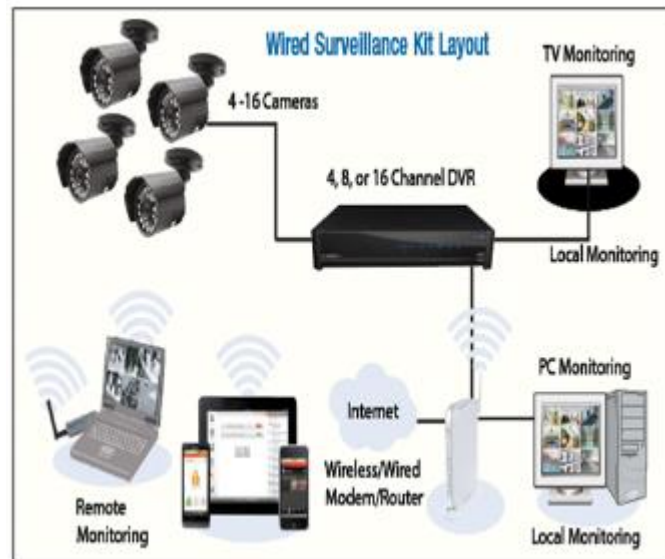 Wired Surveillance Kit Layout
TV Monitoring
4 -16 Cameras
4, 8, or 16 Channel DVR
Local Monitoring
PC Monitoring
Internet
Wireless/Wired
Modem/Router
Remote
Monitoring
Local Monitoring